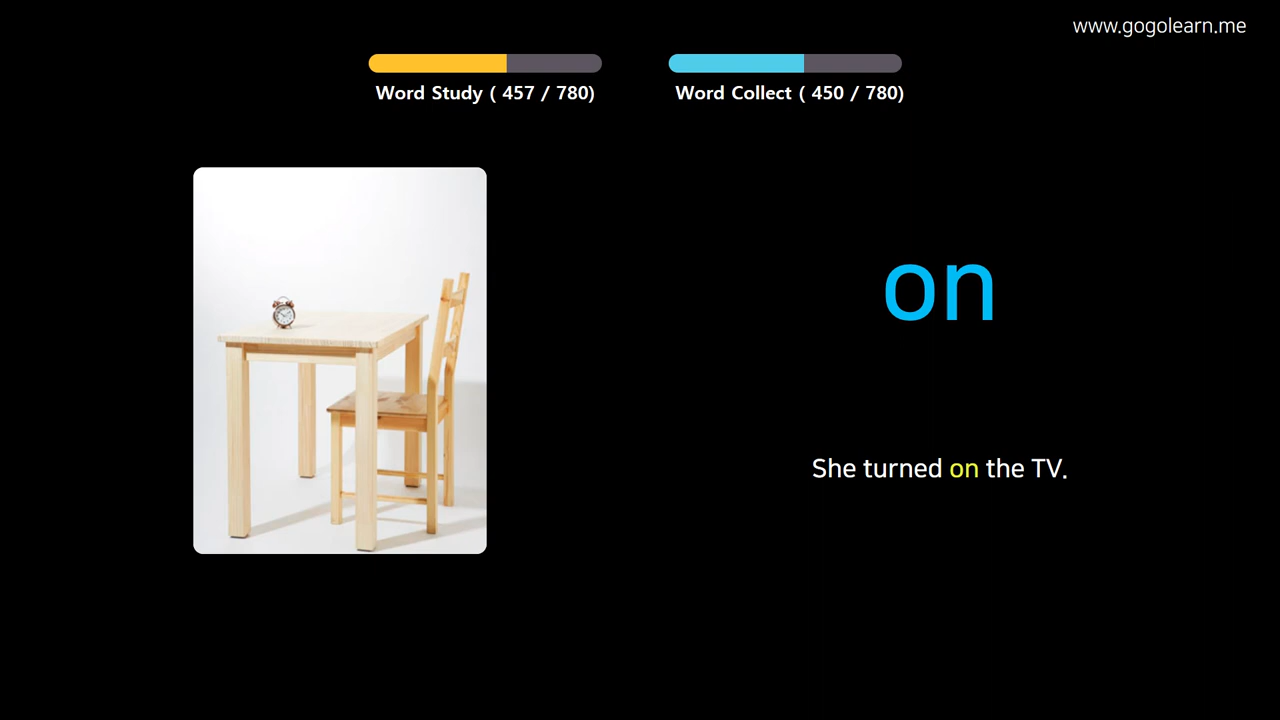 www.gogolearn.me
Word Study ( 457 / 780)
Word Collect ( 450 / 780)
on
She turned on the TV.